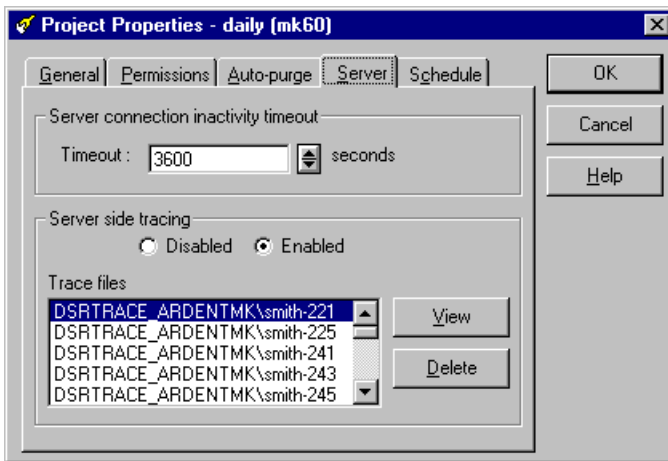 Project Properties - daily (mk60)
General Permissions Auto-purge Server Schedule
OK
Cancel
Help
Server connection inactivity timeout
Timeout : 3600 seconds
Server side tracing
Disabled Enabled
Trace files
DSRTRACE_ARDENTMK\smith-221
DSRTRACE_ARDENTMK\smith-225
DSRTRACE_ARDENTMK\smith-241
DSRTRACE_ARDENTMK\smith-243
DSRTRACE_ARDENTMK\smith-245
View
Delete